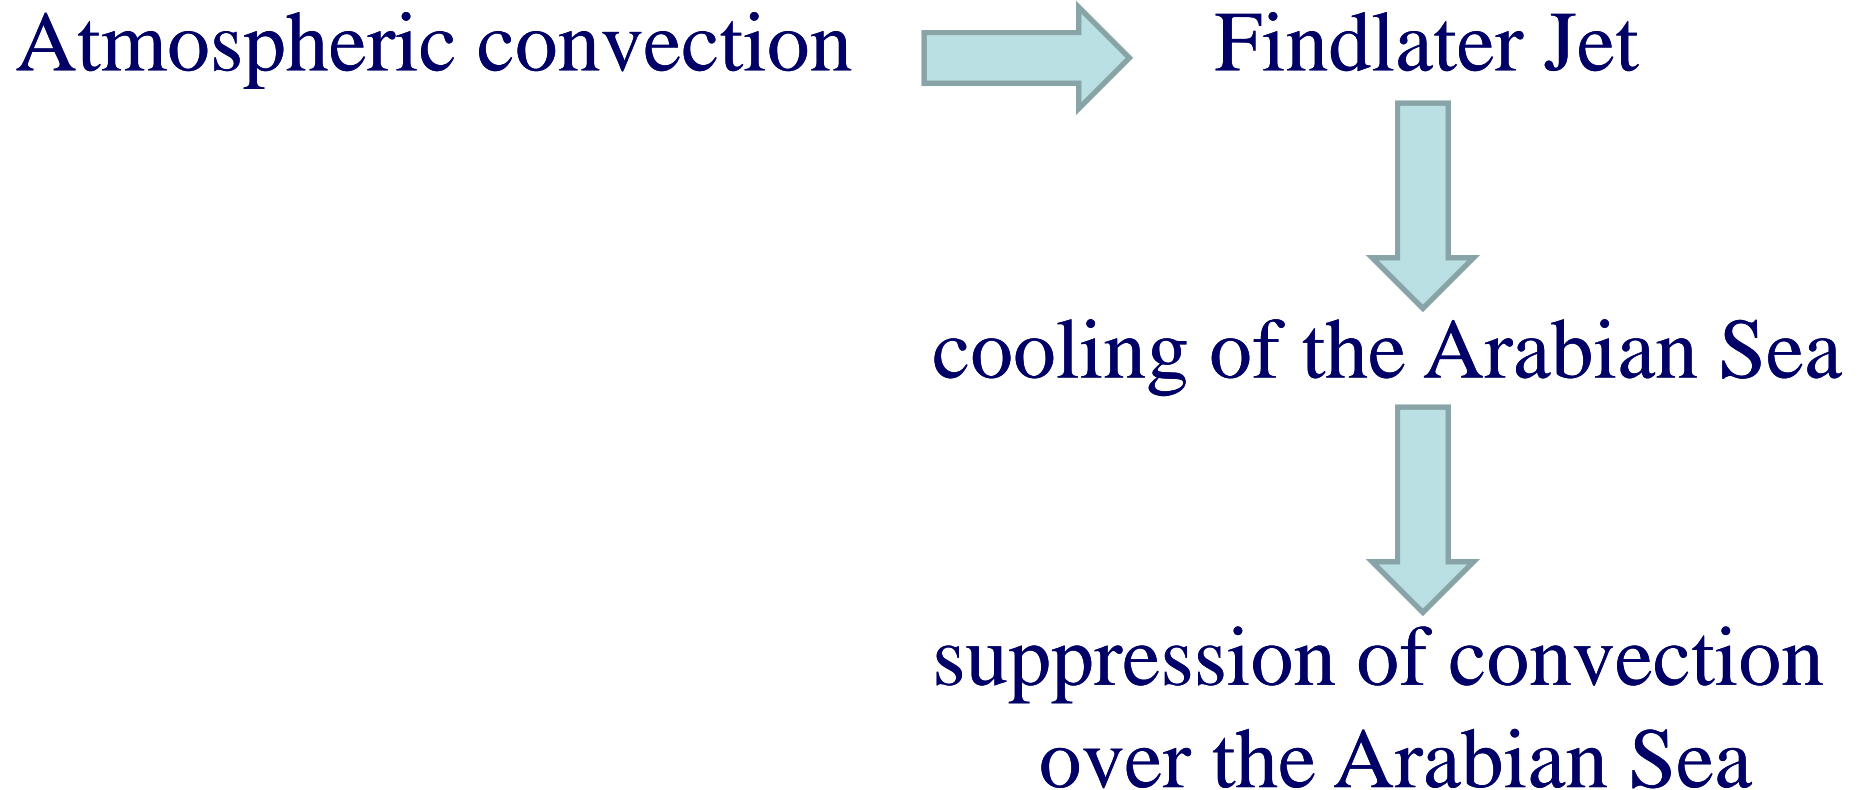 Atmospheric convection
Findlater Jet
cooling of the Arabian Sea
suppression of convection
over the Arabian Sea